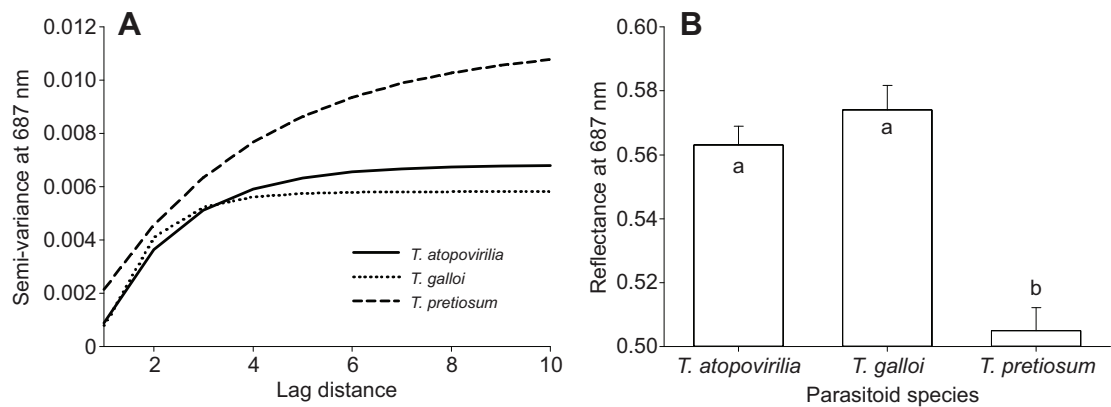 A
Semi-variance at 687 nm
0.012
0.010
0.008
0.006
0.004
0.002
0
2
4
6
8
10
Lag distance
T. atopovirilia
T. galloi
T. pretiosum
B
Reflectance at 687 nm
0.60
0.58
0.56
0.54
0.52
0.50
a
a
b
T. atopovirilia
T. galloi
T. pretiosum
Parasitoid species